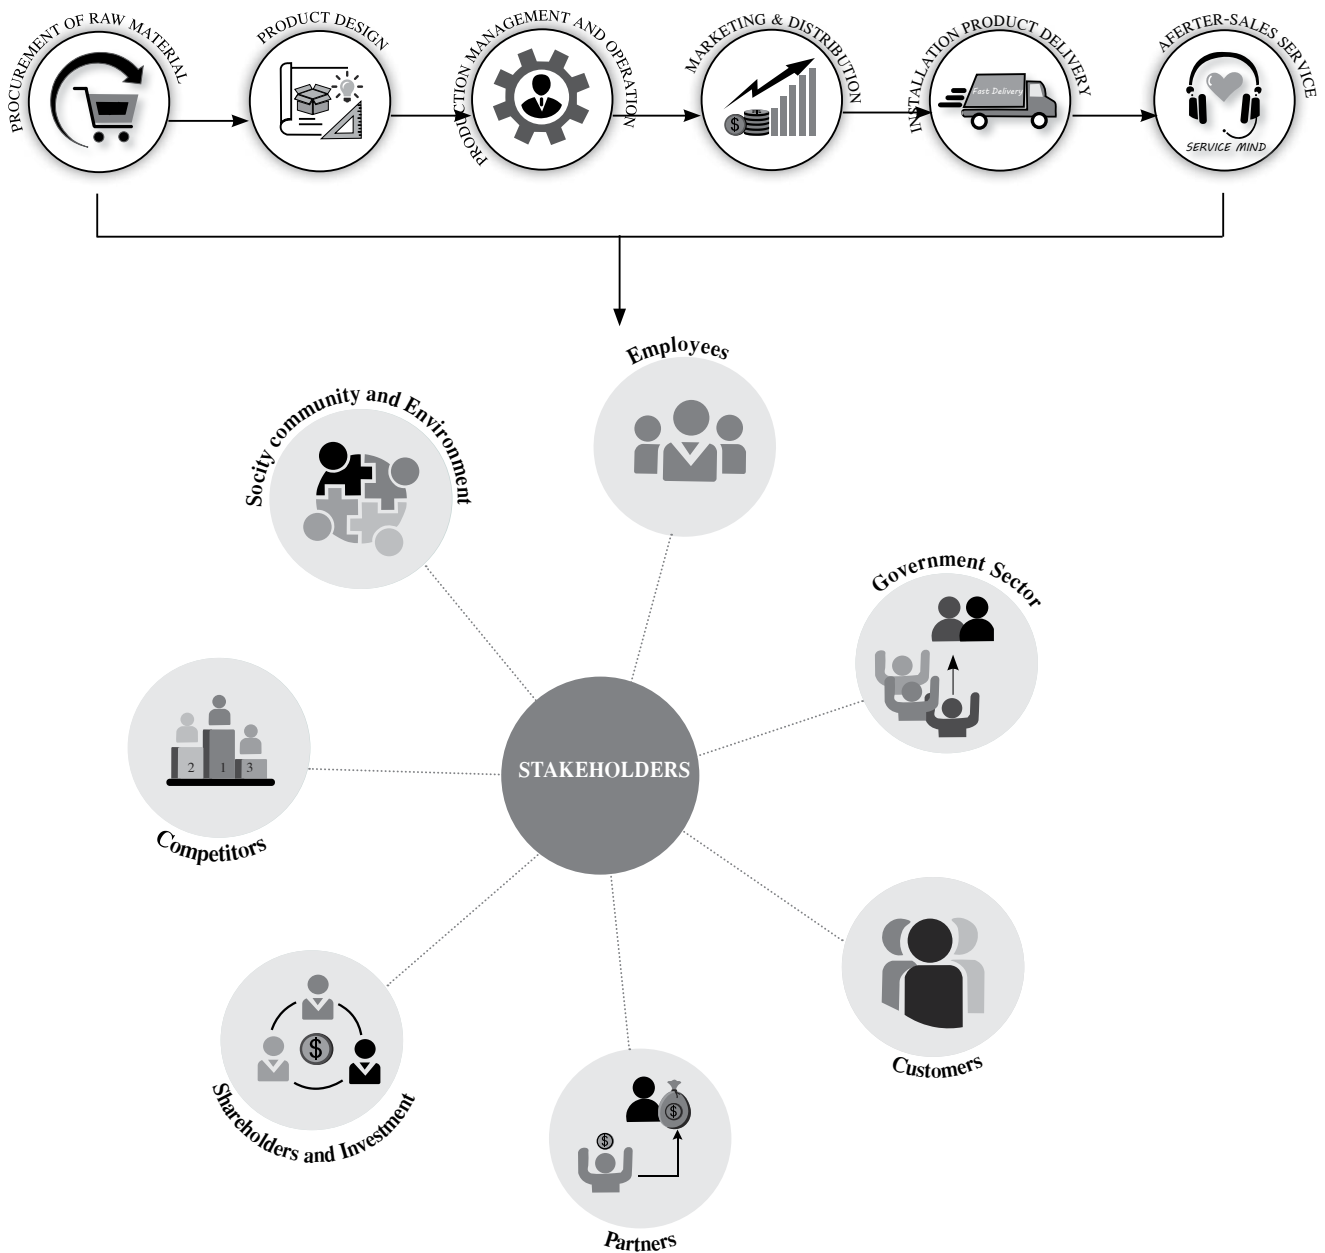 PROCUREMENT OF RAW MATERIAL
PRODUCT DESIGN
PRODUCTION MANAGEMENT AND OPERATION
MARKETING & DISTRIBUTION
INSTALLATION PRODUCT DELIVERY
AFERTER-SALES SERVICE
$
Fast Delivery
SERVICE MIND
Employees
Socity community and Environment
Government Sector
2 1 3
STAKEHOLDERS
Competitors
$
Customers
Shareholders and Investment
$
$
Partners